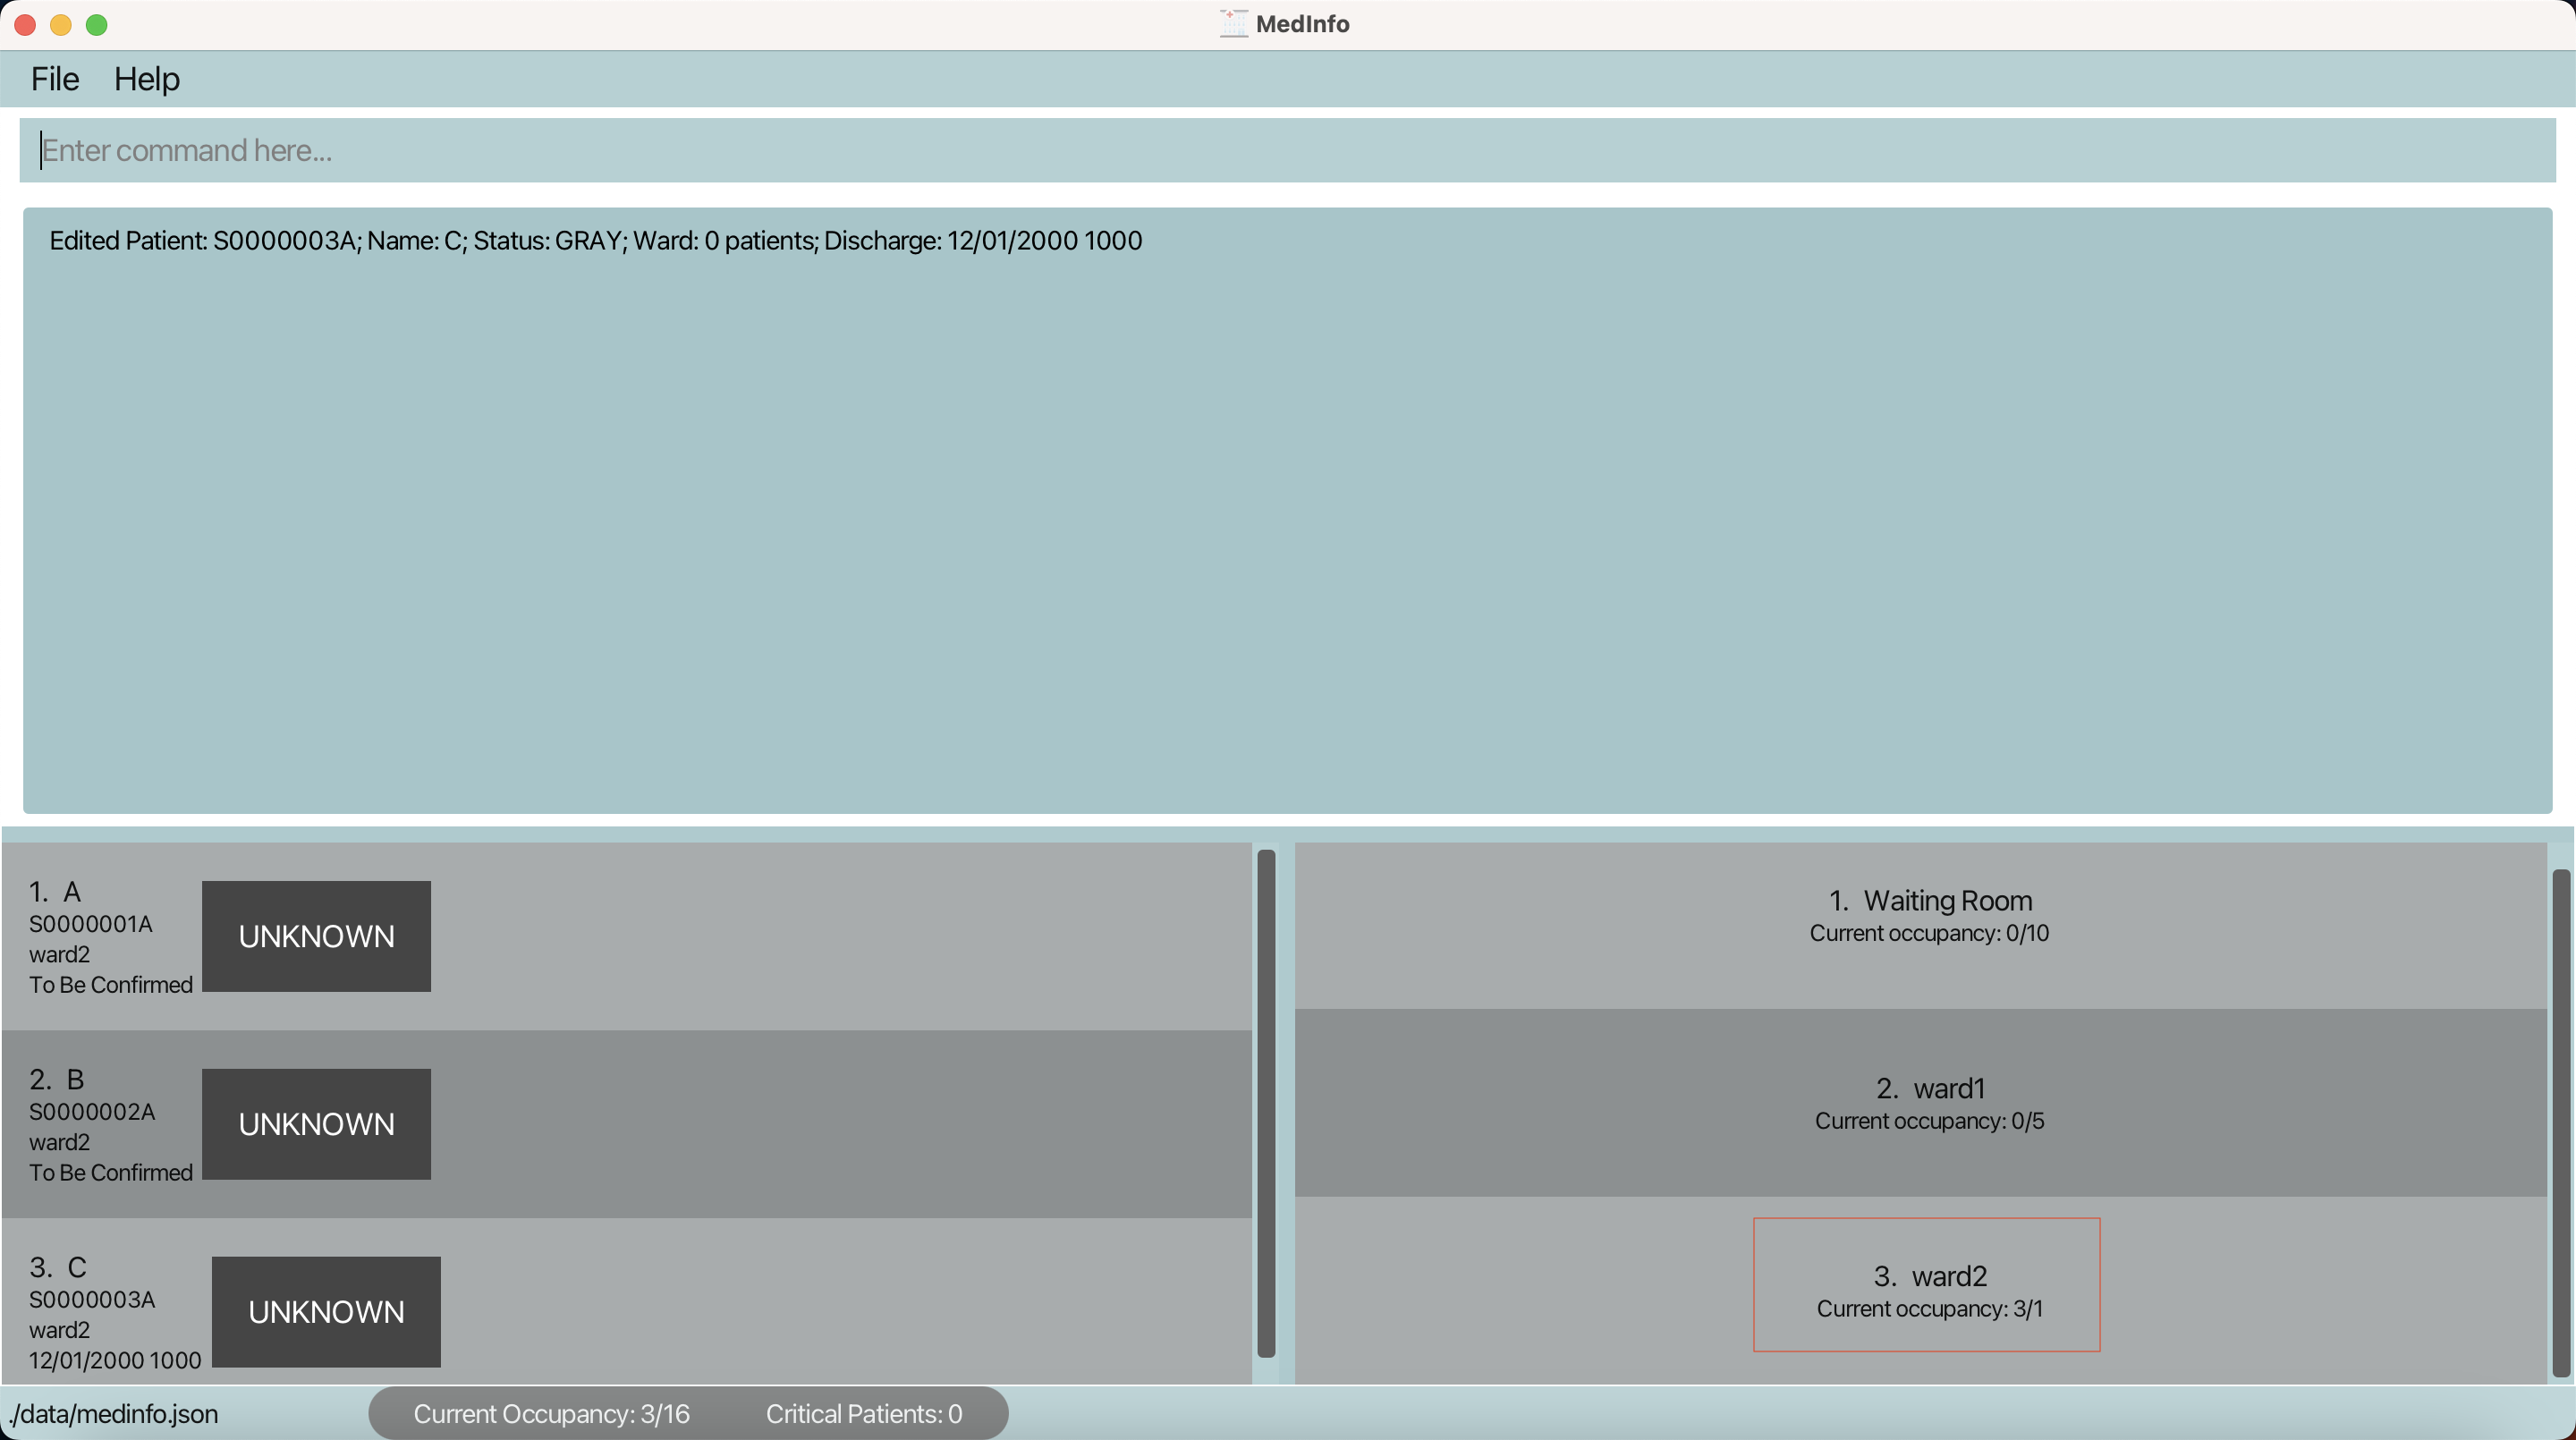 MedInfo
File Help
Enter command here...
Edited Patient: S0000003A; Name: C; Status: GRAY; Ward: 0 patients; Discharge: 12/01/2000 1000
1. A
S0000001A
ward2
To Be Confirmed
UNKNOWN
2. B
S0000002A
ward2
To Be Confirmed
UNKNOWN
3. C
S0000003A
ward2
12/01/2000 1000
UNKNOWN
1. Waiting Room
Current occupancy: 0/10
2. ward1
Current occupancy: 0/5
3. ward2
Current occupancy: 3/1
./data/medinfo.json
Current Occupancy: 3/16 Critical Patients: 0